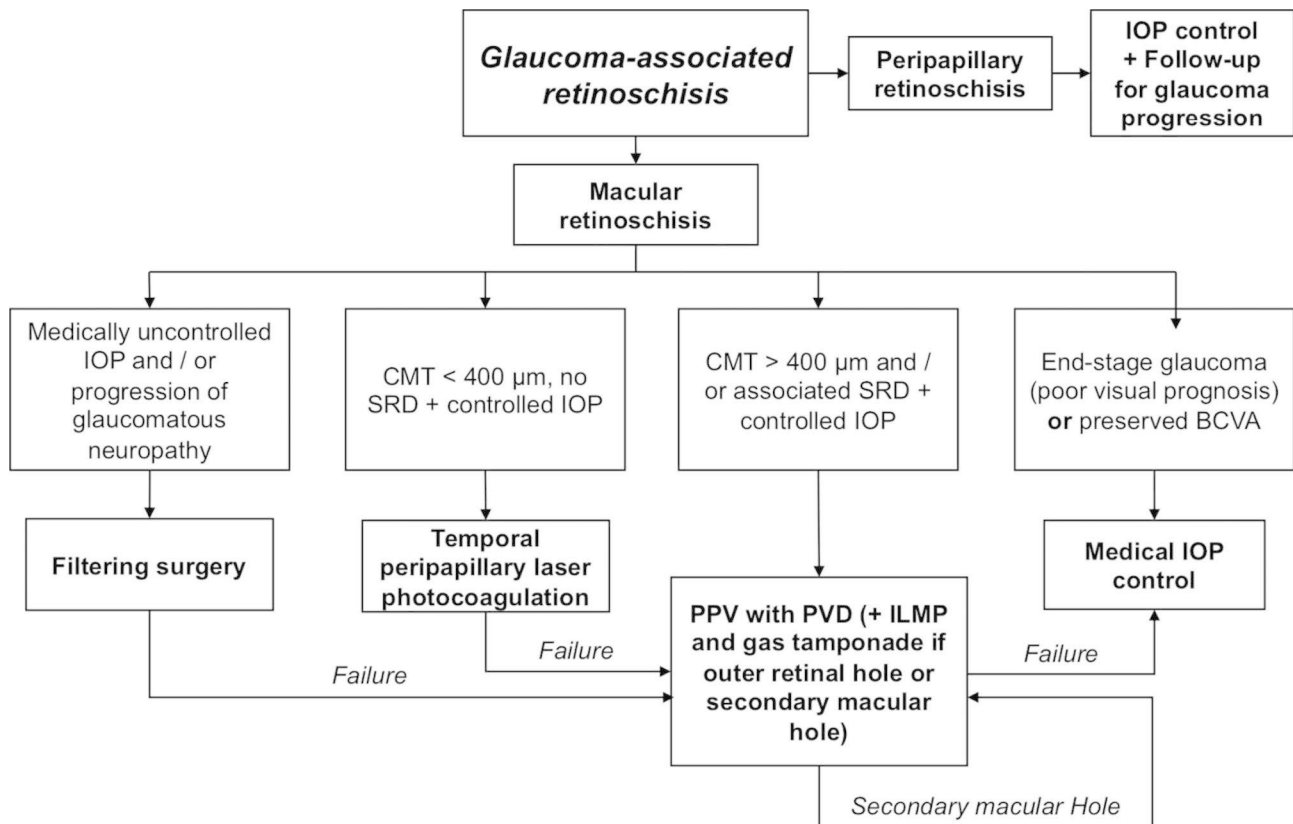 Glaucoma-associated
retinoschisis
Peripapillary
retinoschisis
IOP control
+ Follow-up
for glaucoma
progression
Macular
retinoschisis
Medically uncontrolled
IOP and / or
progression of
glaucomatous
neuropathy
CMT < 400 µm, no
SRD + controlled IOP
CMT > 400 µm and /
or associated SRD +
controlled IOP
End-stage glaucoma
(poor visual prognosis)
or preserved BCVA
Filtering surgery
Temporal
peripapillary laser
photocoagulation
PPV with PVD (+ ILMP
and gas tamponade if
outer retinal hole or
secondary macular
hole)
Medical IOP
control
Failure
Failure
Failure
Secondary macular Hole